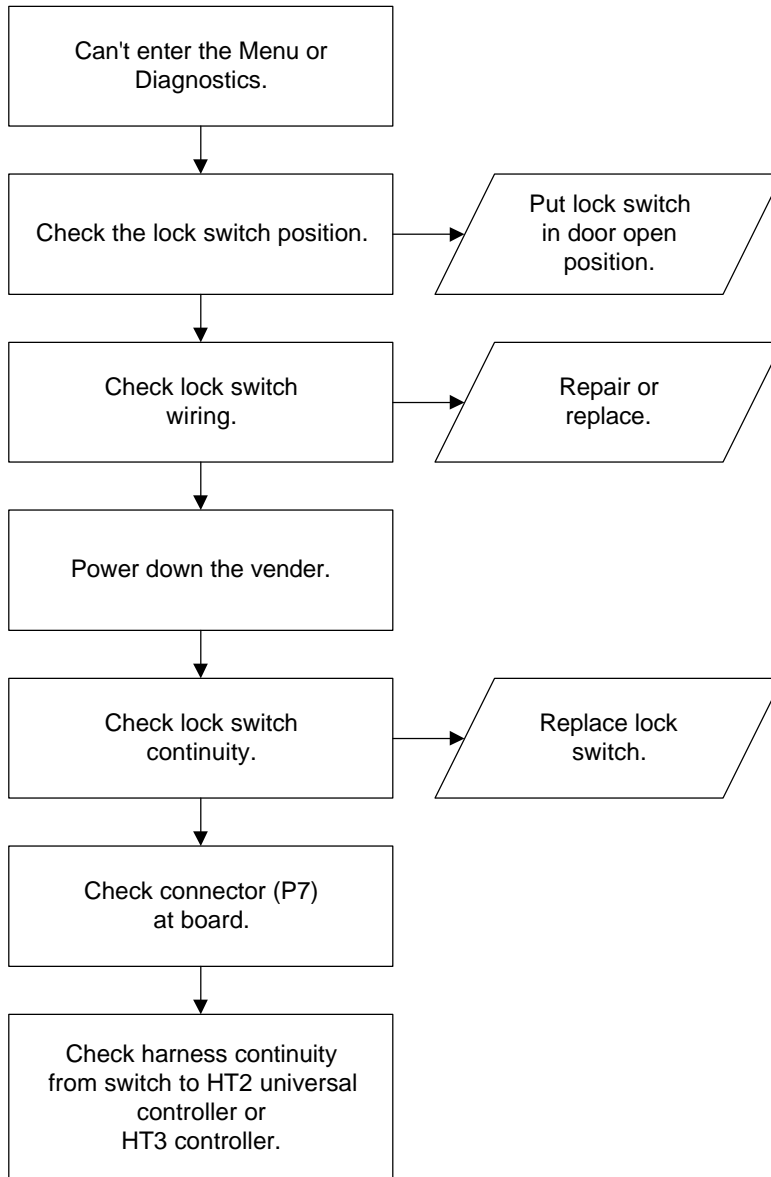 Can't enter the Menu or
Diagnostics.
Check the lock switch position.
Put lock switch
in door open
position.
Check lock switch
wiring.
Repair or
replace.
Power down the vender.
Check lock switch
continuity.
Replace lock
switch.
Check connector (P7)
at board.
Check harness continuity
from switch to HT2 universal
controller or
HT3 controller.